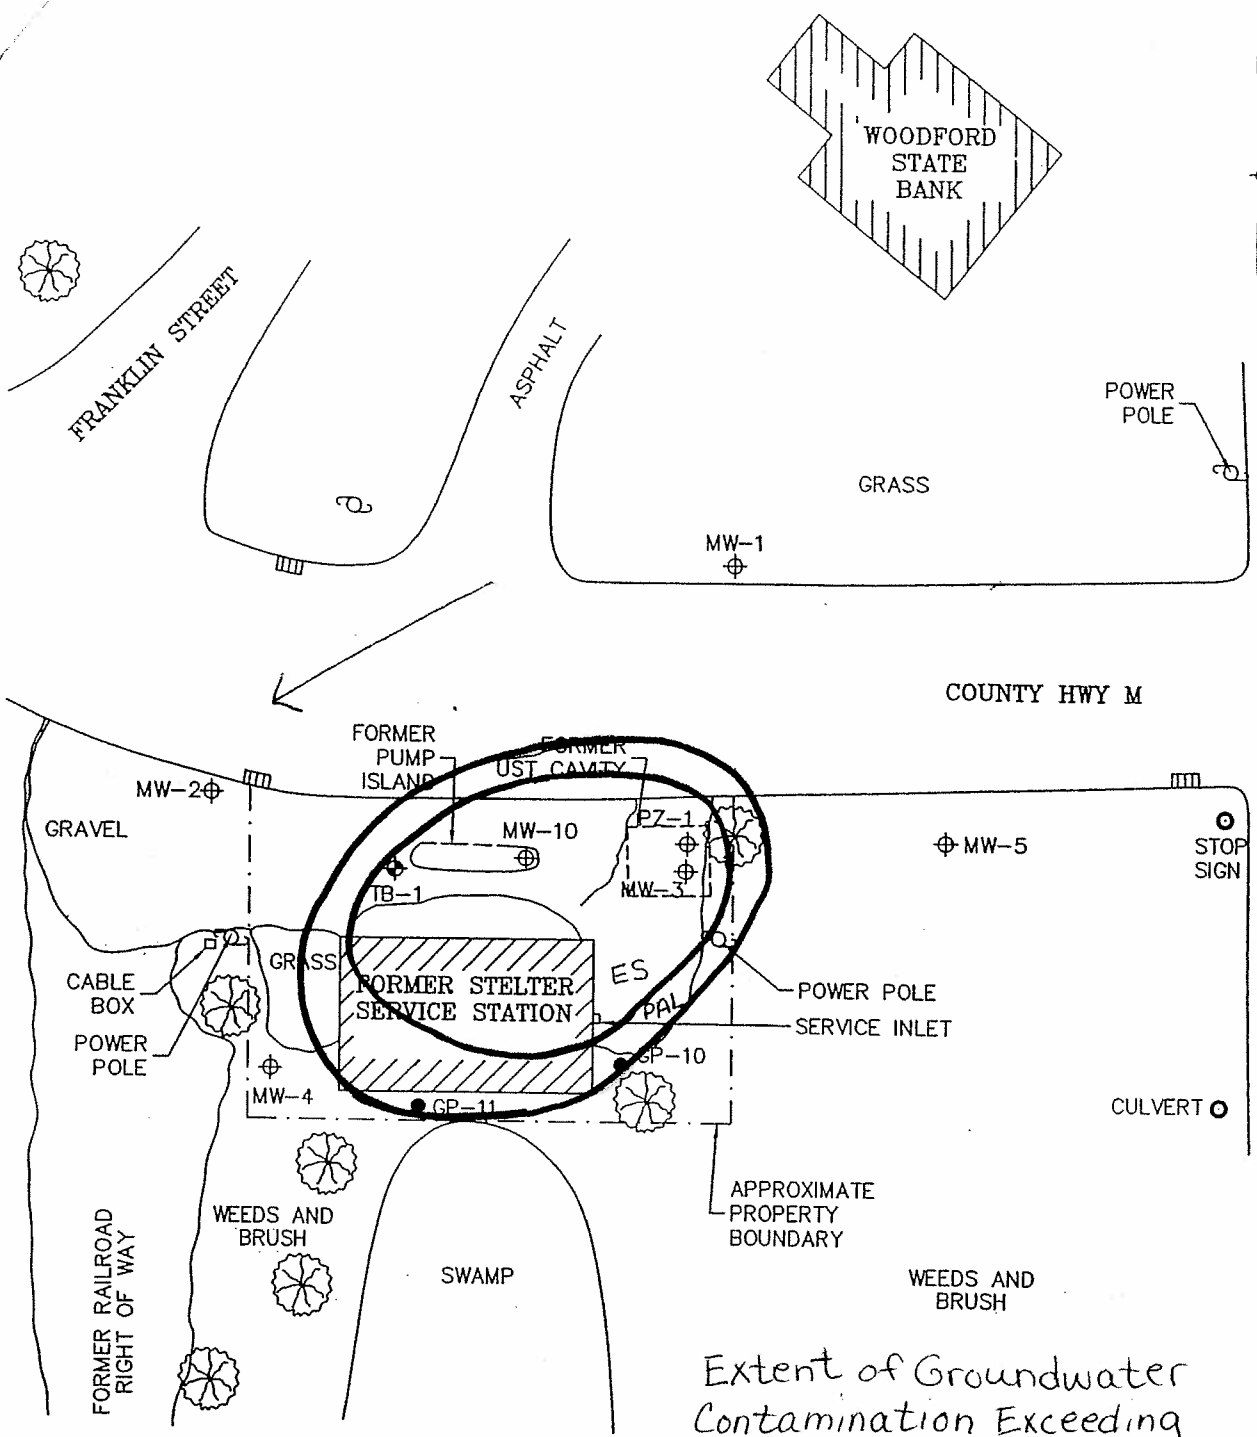 WOODFORD
STATE
BANK
FRANKLIN STREET
ASPHALT
POWER
POLE
GRASS
MW-1
COUNTY HWY M
FORMER
PUMP
ISLAND
FORMER
UST CAVITY
MW-2
GRAVEL
MW-10
PZ-1
MW-5
STOP
SIGN
TB-1
MW-3
GRASS
ES
CABLE
BOX
FORMER STELTER
SERVICE STATION
PAL
POWER POLE
SERVICE INLET
POWER
POLE
GP-10
MW-4
GP-11
CULVERT
APPROXIMATE
PROPERTY
BOUNDARY
WEEDS AND
BRUSH
FORMER RAILROAD
RIGHT OF WAY
SWAMP
WEEDS AND
BRUSH
Extent of Groundwater
Contamination Exceeding